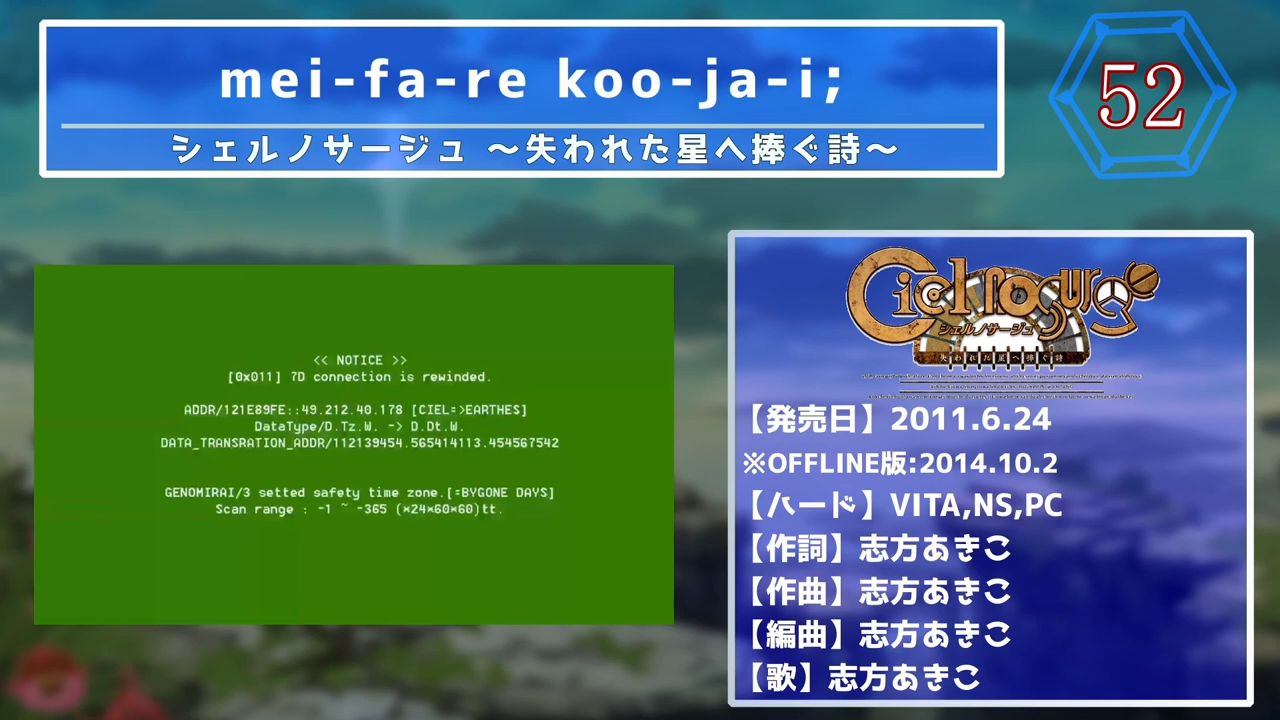 mei-fa-re koo-ja-i;
シェルノサージュ ～失われた星へ捧ぐ詩～
52
<< NOTICE >>
[0x011] 7D connection is rewinded.
ADDR/121E89FE::49.212.40.178 [CIEL=>EARTHES]
DataType/D.Tz.W. -> D.Dt.W.
DATA_TRANSRATION_ADDR/112139454.565414113.454567542
GENOMIRAI/3 setted safety time zone.[=BYGONE DAYS]
Scan range : -1 ~ -365 (*24*60*60)tt.
Ciel nosurge
シェルノサージュ
失われた星へ捧ぐ詩
【発売日】2011.6.24
※OFFLINE版:2014.10.2
【ハード】VITA,NS,PC
【作詞】志方あきこ
【作曲】志方あきこ
【編曲】志方あきこ
【歌】志方あきこ